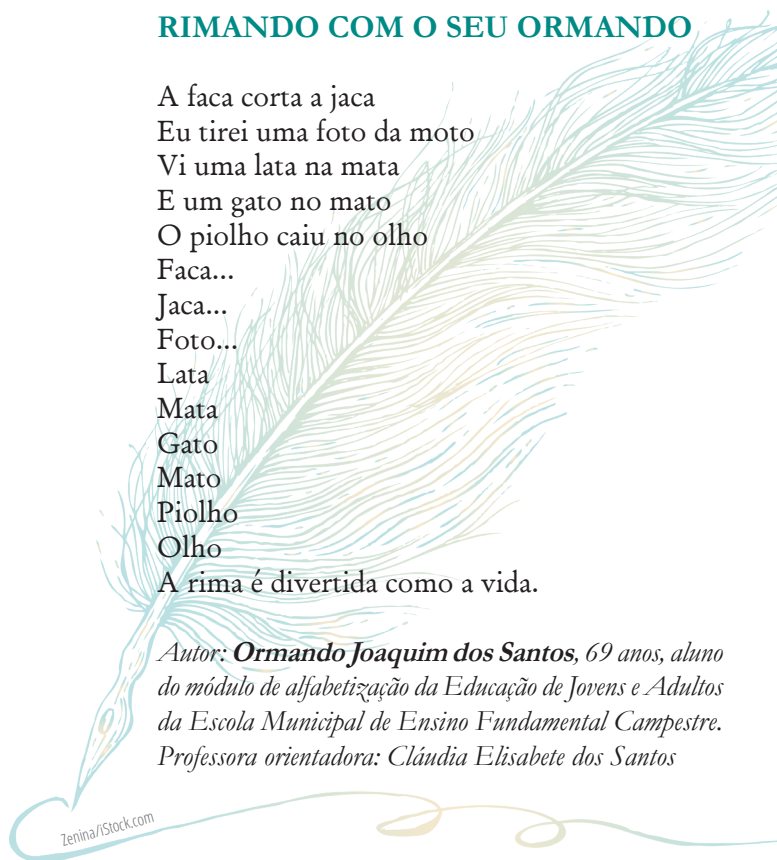 RIMANDO COM O SEU ORMANDO
A faca corta a jaca
Eu tirei uma foto da moto
Vi uma lata na mata
E um gato no mato
O piolho caiu no olho
Faca...
Jaca...
Foto...
Lata
Mata
Gato
Mato
Piolho
Olho
A rima é divertida como a vida.
Autor: Ormando Joaquim dos Santos, 69 anos, aluno
do módulo de alfabetização da Educação de Jovens e Adultos
da Escola Municipal de Ensino Fundamental Campestre.
Professora orientadora: Cláudia Elisabete dos Santos
Zenina/iStock.com